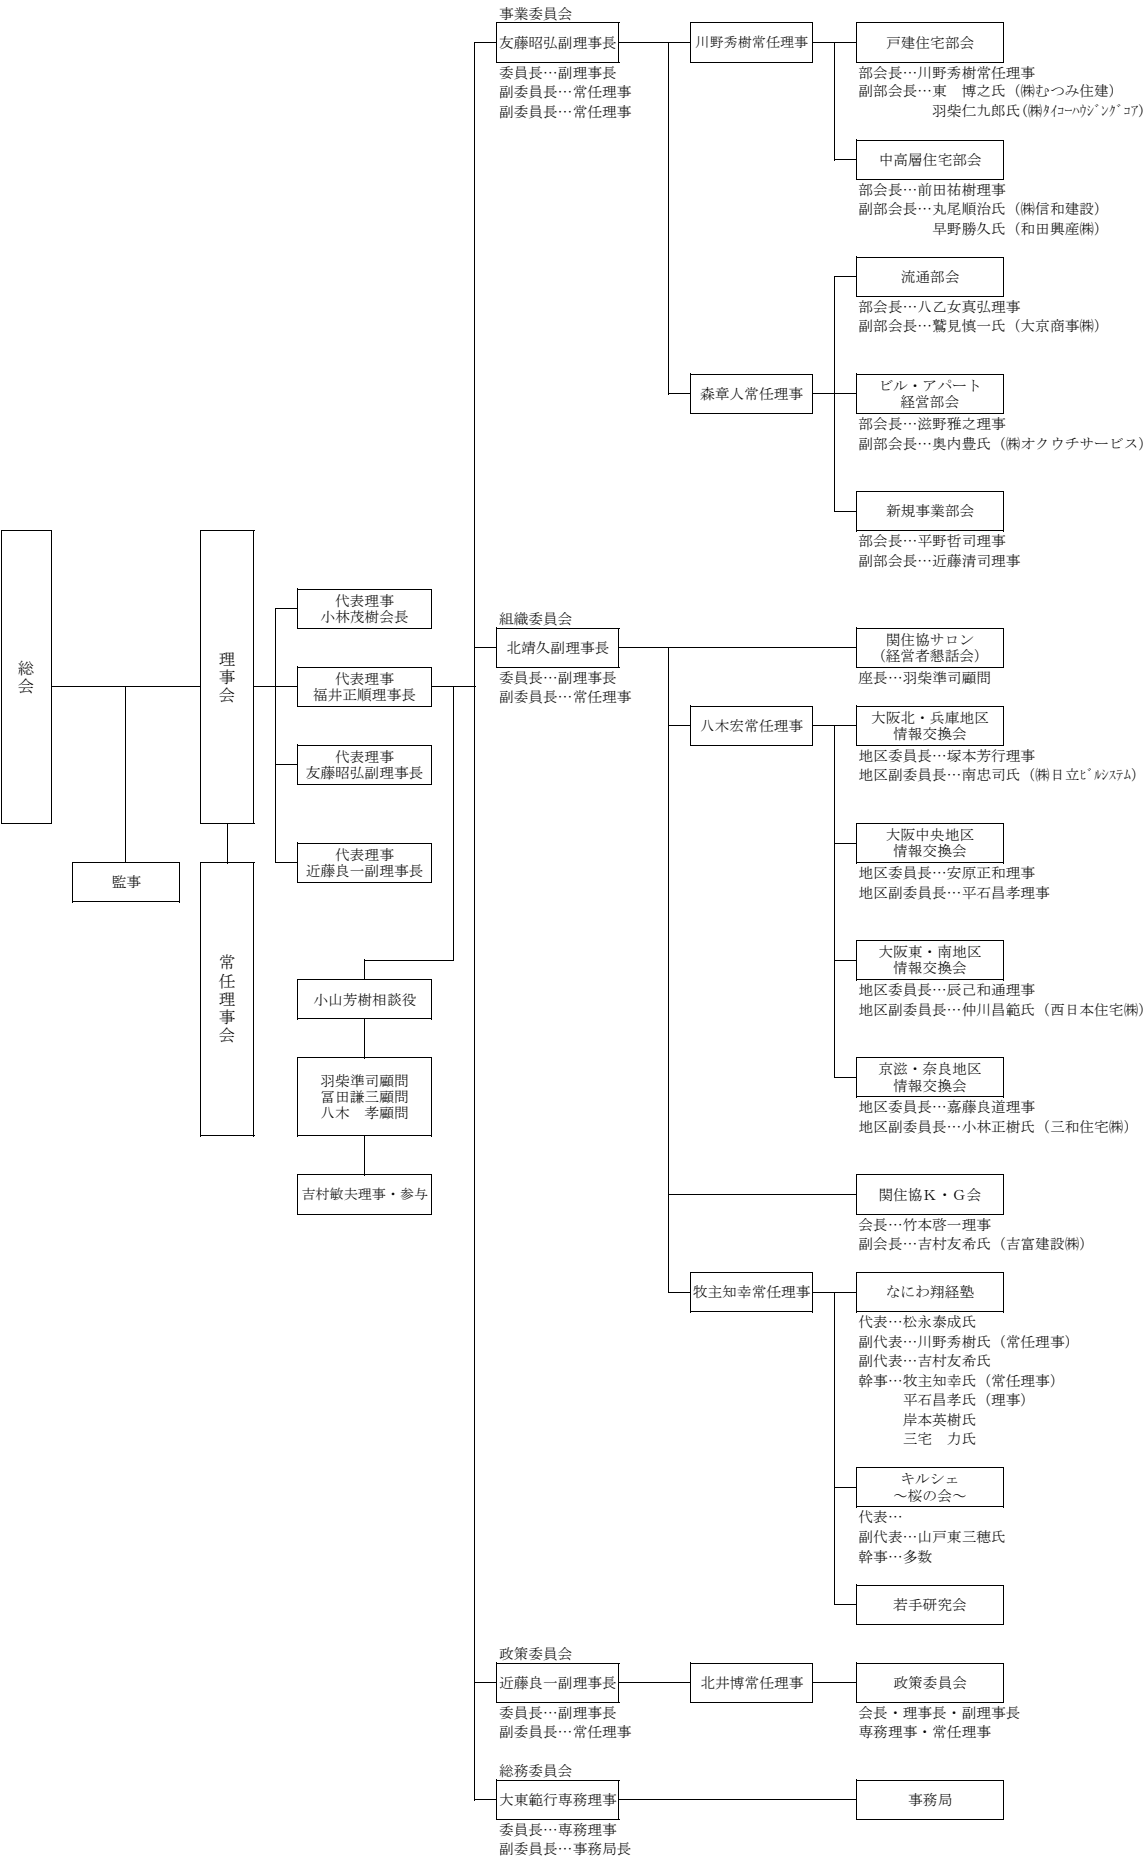 総会
監事
理事会
常任理事会
代表理事
小林茂樹会長
代表理事
福井正順理事長
代表理事
友藤昭弘副理事長
代表理事
近藤良一副理事長
小山芳樹相談役
羽柴準司顧問
冨田謙三顧問
八木　孝顧問
吉村敏夫理事・参与
事業委員会
友藤昭弘副理事長
委員長…副理事長
副委員長…常任理事
副委員長…常任理事
川野秀樹常任理事
戸建住宅部会
部会長…川野秀樹常任理事
副部会長…東　博之氏（㈱むつみ住建）
羽柴仁九郎氏（㈱ﾀｲｺｰﾊｳｼﾞﾝｸﾞｺｱ）
中高層住宅部会
部会長…前田祐樹理事
副部会長…丸尾順治氏（㈱信和建設）
早野勝久氏（和田興産㈱）
森章人常任理事
流通部会
部会長…八乙女真弘理事
副部会長…鷲見慎一氏（大京商事㈱）
ビル・アパート
経営部会
部会長…滋野雅之理事
副部会長…奥内豊氏（㈱オクウチサービス）
新規事業部会
部会長…平野哲司理事
副部会長…近藤清司理事
組織委員会
北靖久副理事長
委員長…副理事長
副委員長…常任理事
関住協サロン
（経営者懇話会）
座長…羽柴準司顧問
八木宏常任理事
大阪北・兵庫地区
情報交換会
地区委員長…塚本芳行理事
地区副委員長…南忠司氏（㈱日立ﾋﾞﾙｼｽﾃﾑ）
大阪中央地区
情報交換会
地区委員長…安原正和理事
地区副委員長…平石昌孝理事
大阪東・南地区
情報交換会
地区委員長…辰己和通理事
地区副委員長…仲川昌範氏（西日本住宅㈱）
京滋・奈良地区
情報交換会
地区委員長…嘉藤良道理事
地区副委員長…小林正樹氏（三和住宅㈱）
関住協Ｋ・Ｇ会
会長…竹本啓一理事
副会長…吉村友希氏（吉富建設㈱）
牧主知幸常任理事
なにわ翔経塾
代表…松永泰成氏
副代表…川野秀樹氏（常任理事）
副代表…吉村友希氏
幹事…牧主知幸氏（常任理事）
平石昌孝氏（理事）
岸本英樹氏
三宅　力氏
キルシェ
～桜の会～
代表…
副代表…山戸東三穂氏
幹事…多数
若手研究会
政策委員会
近藤良一副理事長
委員長…副理事長
副委員長…常任理事
北井博常任理事
政策委員会
会長・理事長・副理事長
専務理事・常任理事
総務委員会
大東範行専務理事
委員長…専務理事
副委員長…事務局長
事務局